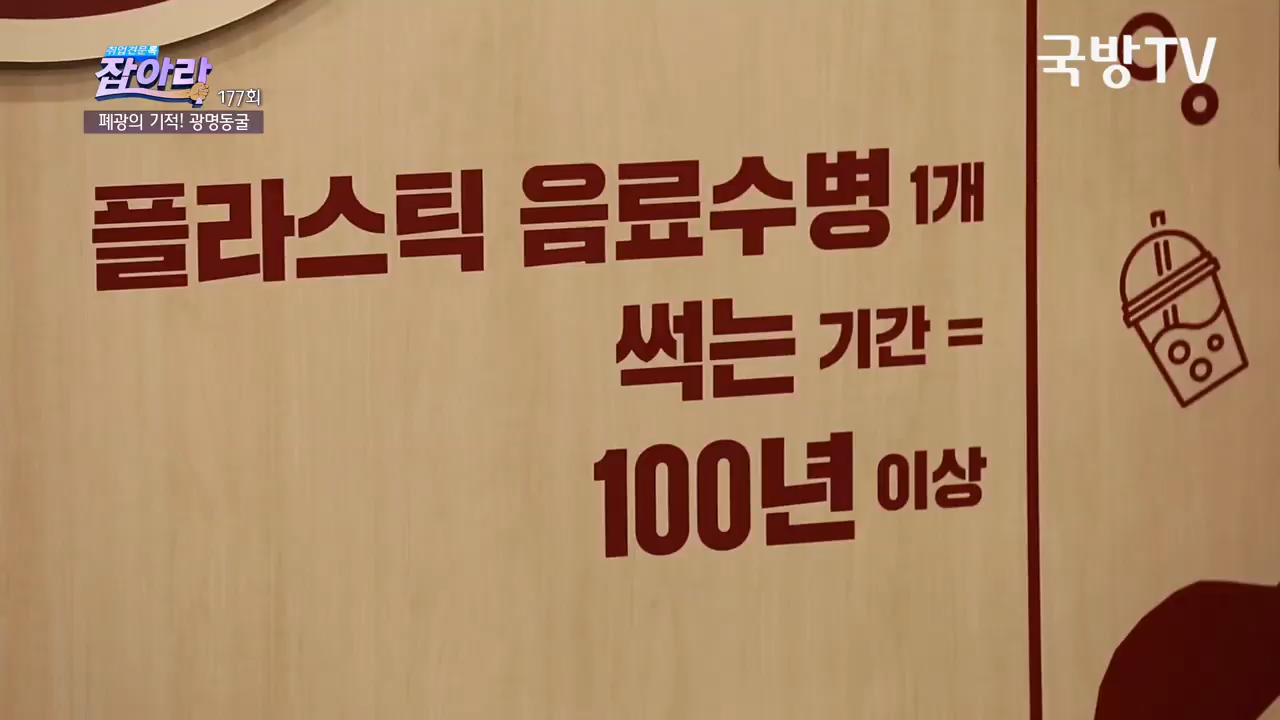 취업견문록
잡아라
177회
폐광의 기적! 광명동굴
국방TV
플라스틱 음료수병 1개
썩는 기간 =
100년 이상